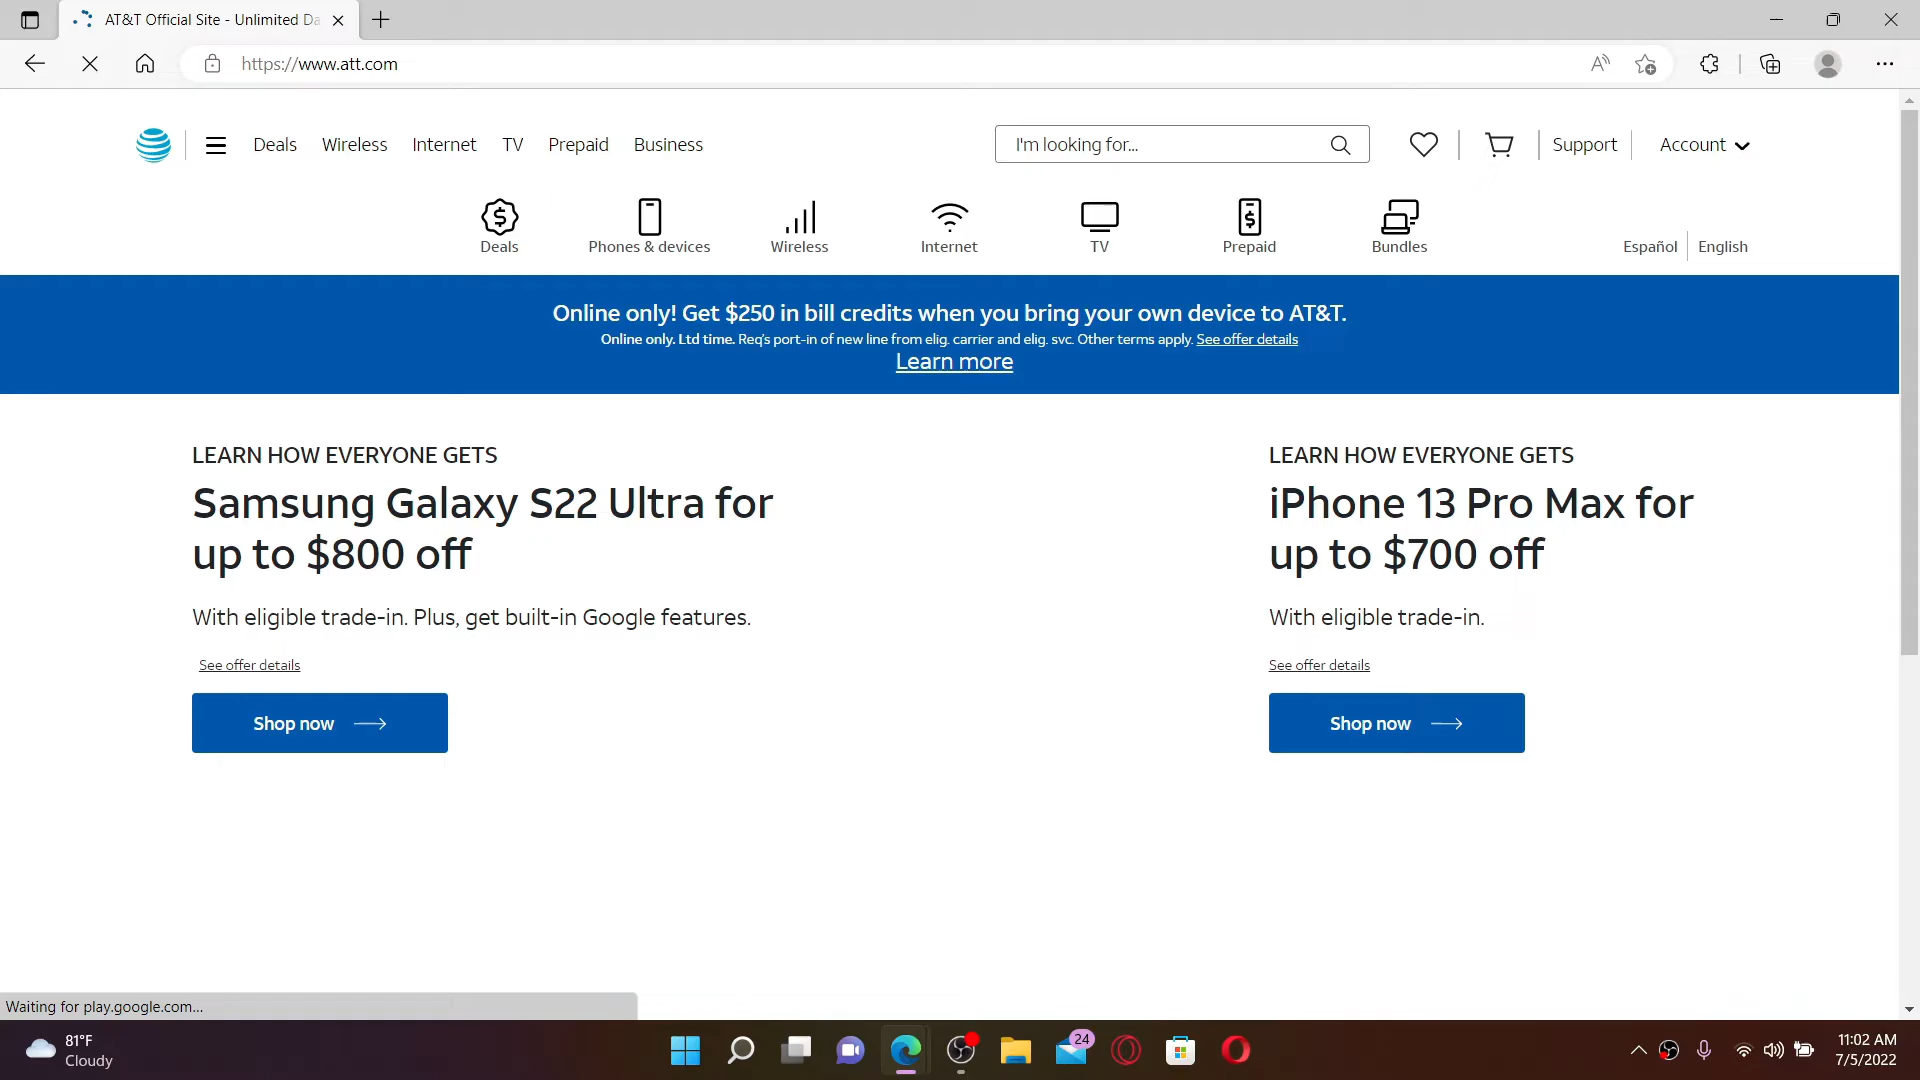 AT&T Official Site - Unlimited Da
https://www.att.com
Deals Wireless Internet TV Prepaid Business
I'm looking for...
Support
Account
Deals
Phones & devices
Wireless
Internet
TV
Prepaid
Bundles
Español English
Online only! Get $250 in bill credits when you bring your own device to AT&T.
Online only. Ltd time. Req's port-in of new line from elig. carrier and elig. svc. Other terms apply. See offer details
Learn more
LEARN HOW EVERYONE GETS
Samsung Galaxy S22 Ultra for
up to $800 off
With eligible trade-in. Plus, get built-in Google features.
See offer details
Shop now
LEARN HOW EVERYONE GETS
iPhone 13 Pro Max for
up to $700 off
With eligible trade-in.
See offer details
Shop now
Waiting for play.google.com...
81°F
Cloudy
24
11:02 AM
7/5/2022